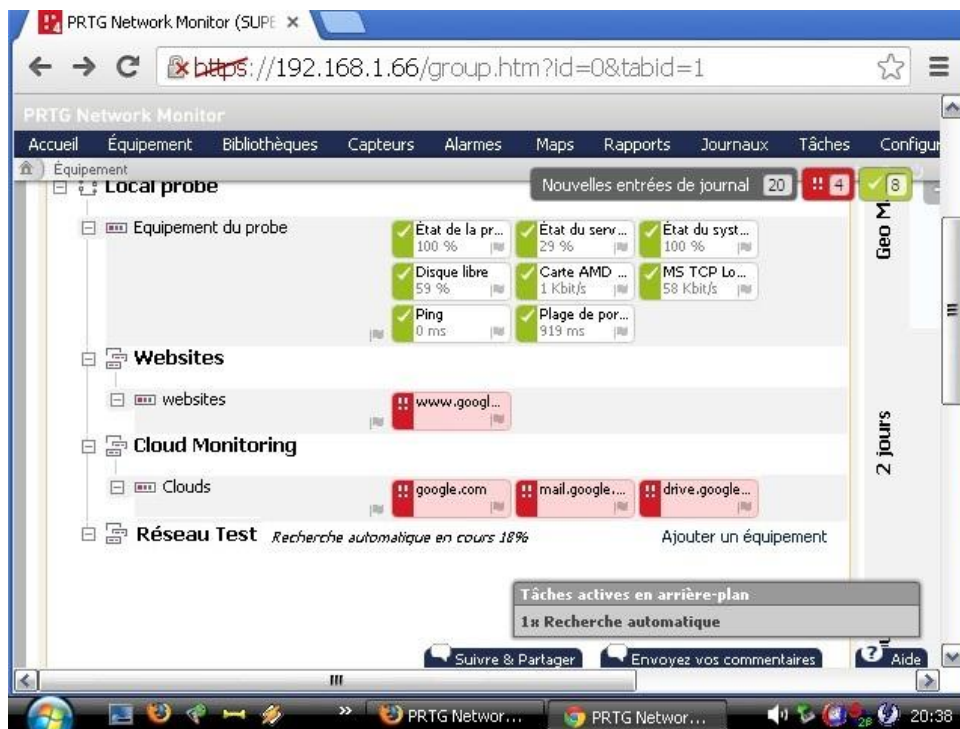 PRTG Network Monitor (SUPE
https://192.168.1.66/group.htm?id=0&tabid=1
PRTG Network Monitor
Accueil Équipement Bibliothèques Capteurs Alarmes Maps Rapports Journaux Tâches Configur
Équipement
Nouvelles entrées de journal 20 4 8
Local probe
Equipement du probe
État de la pr... État du serv... État du syst...
100 % 29 % 100 %
Disque libre Carte AMD ... MS TCP Lo...
59 % 1 Kbit/s 58 Kbit/s
Ping Plage de por...
0 ms 919 ms
Websites
websites www.googl...
Cloud Monitoring
Clouds google.com mail.google.... drive.google...
Réseau Test Recherche automatique en cours 18% Ajouter un équipement
Geo M
2 jours
Tâches actives en arrière-plan
1x Recherche automatique
Suivre & Partager Envoyez vos commentaires Aide
PRTG Networ... PRTG Networ... 28 20:38